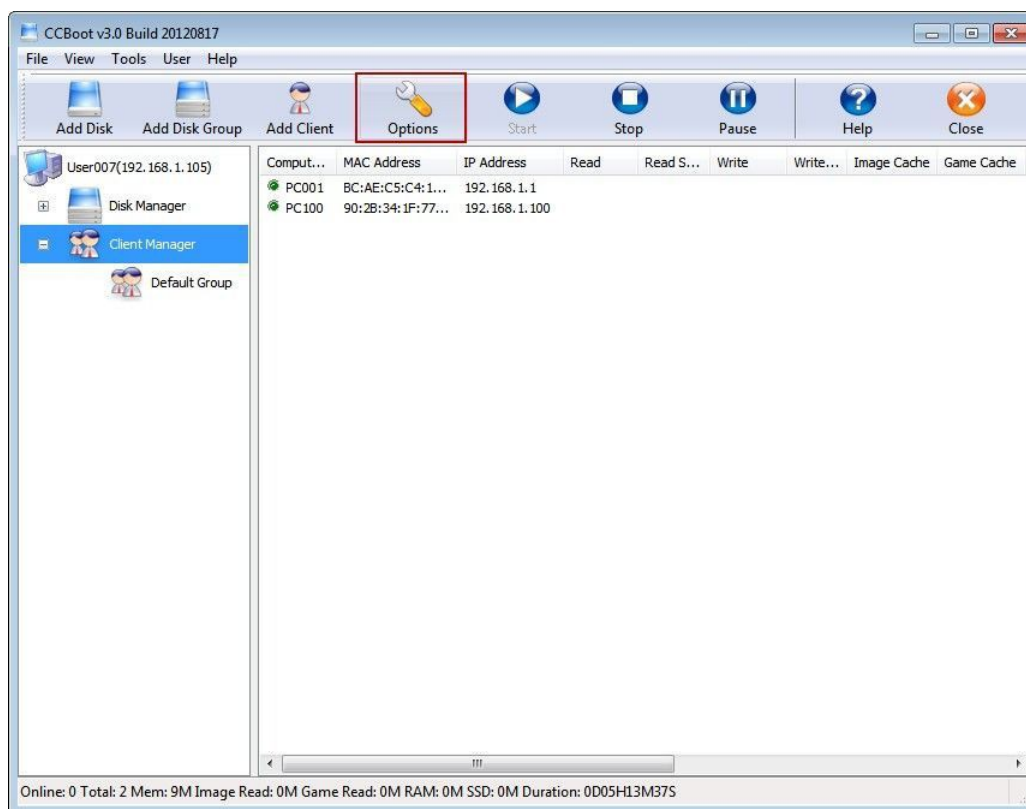 CCBoot v3.0 Build 20120817
File View Tools User Help
Add Disk Add Disk Group Add Client Options Start Stop Pause Help Close
User007(192.168.1.105)
Disk Manager
Client Manager
Default Group
Comput... MAC Address IP Address Read Read S... Write Write... Image Cache Game Cache
PC001 BC:AE:C5:C4:1... 192.168.1.1
PC100 90:2B:34:1F:77... 192.168.1.100
Online: 0 Total: 2 Mem: 9M Image Read: 0M Game Read: 0M RAM: 0M SSD: 0M Duration: 0D05H13M37S